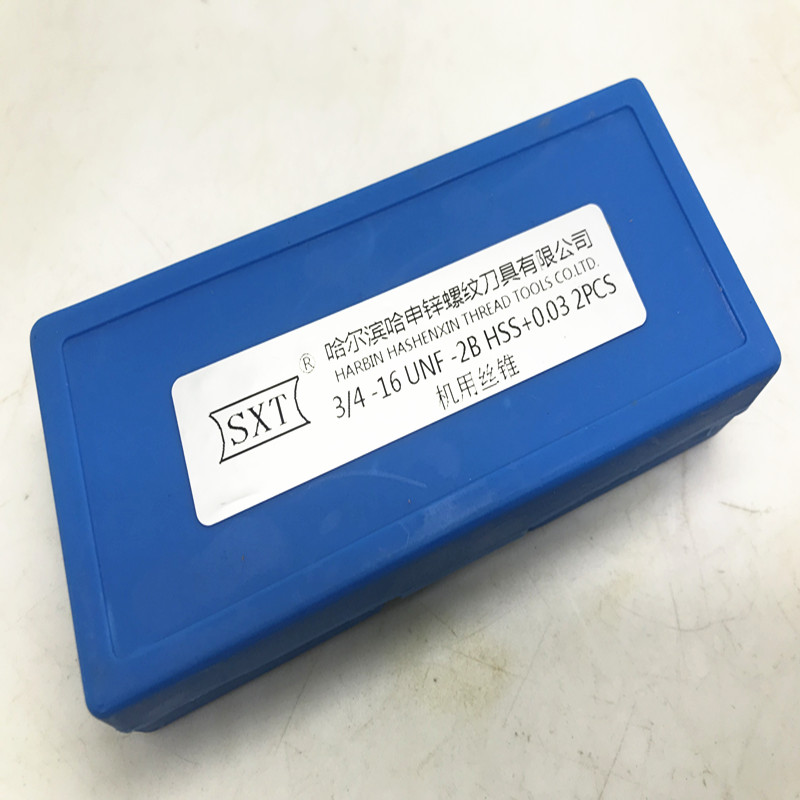 SXT
®
哈尔滨哈申锌螺纹刀具有限公司
HARBIN HASHENXIN THREAD TOOLS CO.LTD.
3/4 -16 UNF -2B HSS+0.03 2PCS
机用丝锥